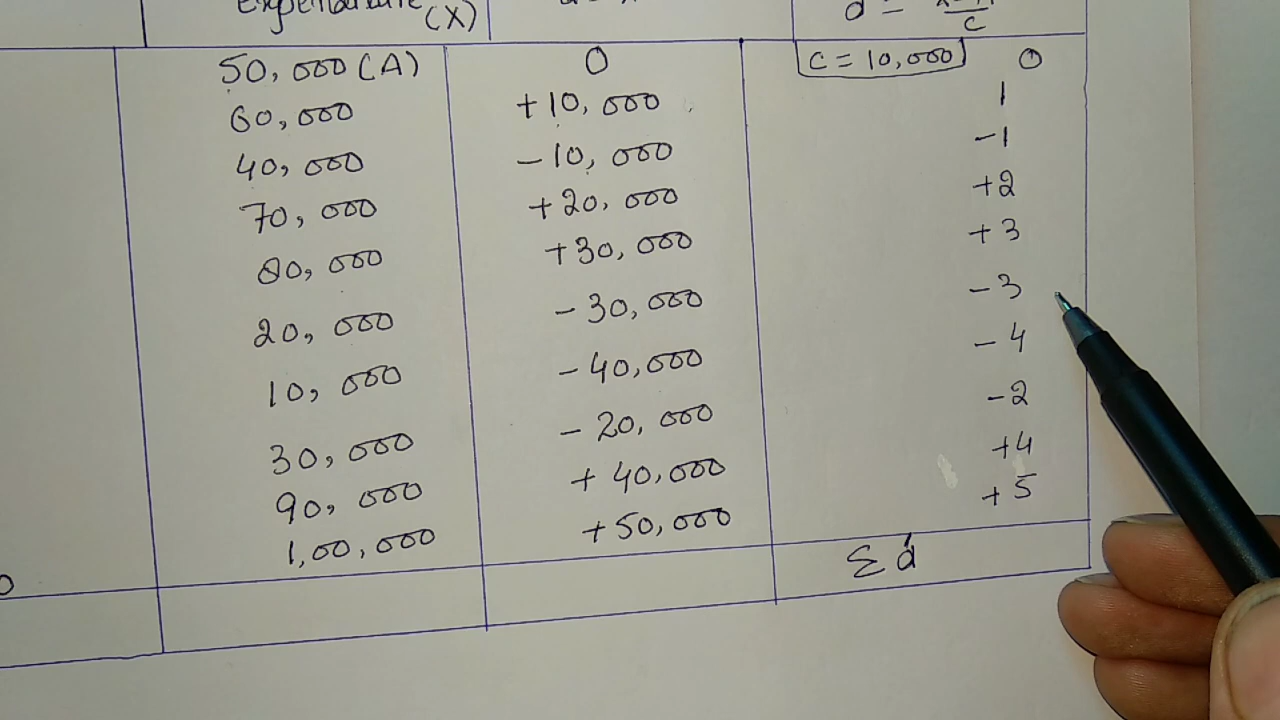 Expenditure
(X)
d =
C
50,000 (A) 0 C = 10,000 0
60,000 +10,000 1
40,000 -10,000 -1
70,000 +20,000 +2
80,000 +30,000 +3
20,000 -30,000 -3
10,000 -40,000 -4
30,000 -20,000 -2
90,000 +40,000 +4
1,00,000 +50,000 +5
Σd'
0